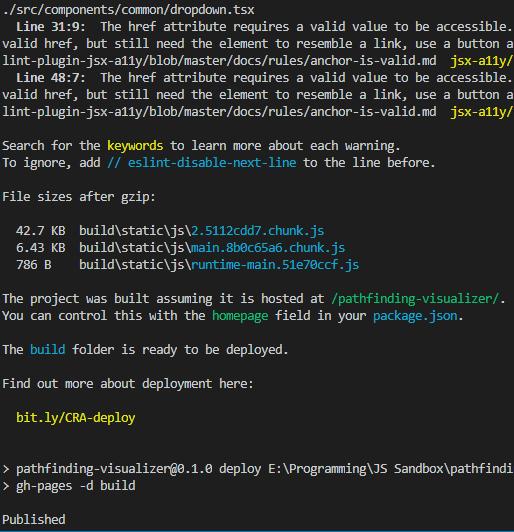 ./src/components/common/dropdown.tsx
Line 31:9: The href attribute requires a valid value to be accessible.
valid href, but still need the element to resemble a link, use a button a
lint-plugin-jsx-a11y/blob/master/docs/rules/anchor-is-valid.md jsx-a11y/
Line 48:7: The href attribute requires a valid value to be accessible.
valid href, but still need the element to resemble a link, use a button a
lint-plugin-jsx-a11y/blob/master/docs/rules/anchor-is-valid.md jsx-a11y/
Search for the keywords to learn more about each warning.
To ignore, add // eslint-disable-next-line to the line before.
File sizes after gzip:
42.7 KB build\static\js\2.5112cdd7.chunk.js
6.43 KB build\static\js\main.8b0c65a6.chunk.js
786 B build\static\js\runtime-main.51e70ccf.js
The project was built assuming it is hosted at /pathfinding-visualizer/.
You can control this with the homepage field in your package.json.
The build folder is ready to be deployed.
Find out more about deployment here:
bit.ly/CRA-deploy
> pathfinding-visualizer@0.1.0 deploy E:\Programming\JS Sandbox\pathfindi
> gh-pages -d build
Published